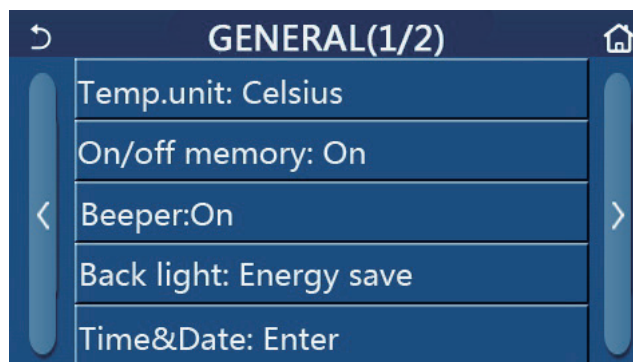 GENERAL(1/2)
Temp.unit: Celsius
On/off memory: On
Beeper:On
Back light: Energy save
Time&Date: Enter